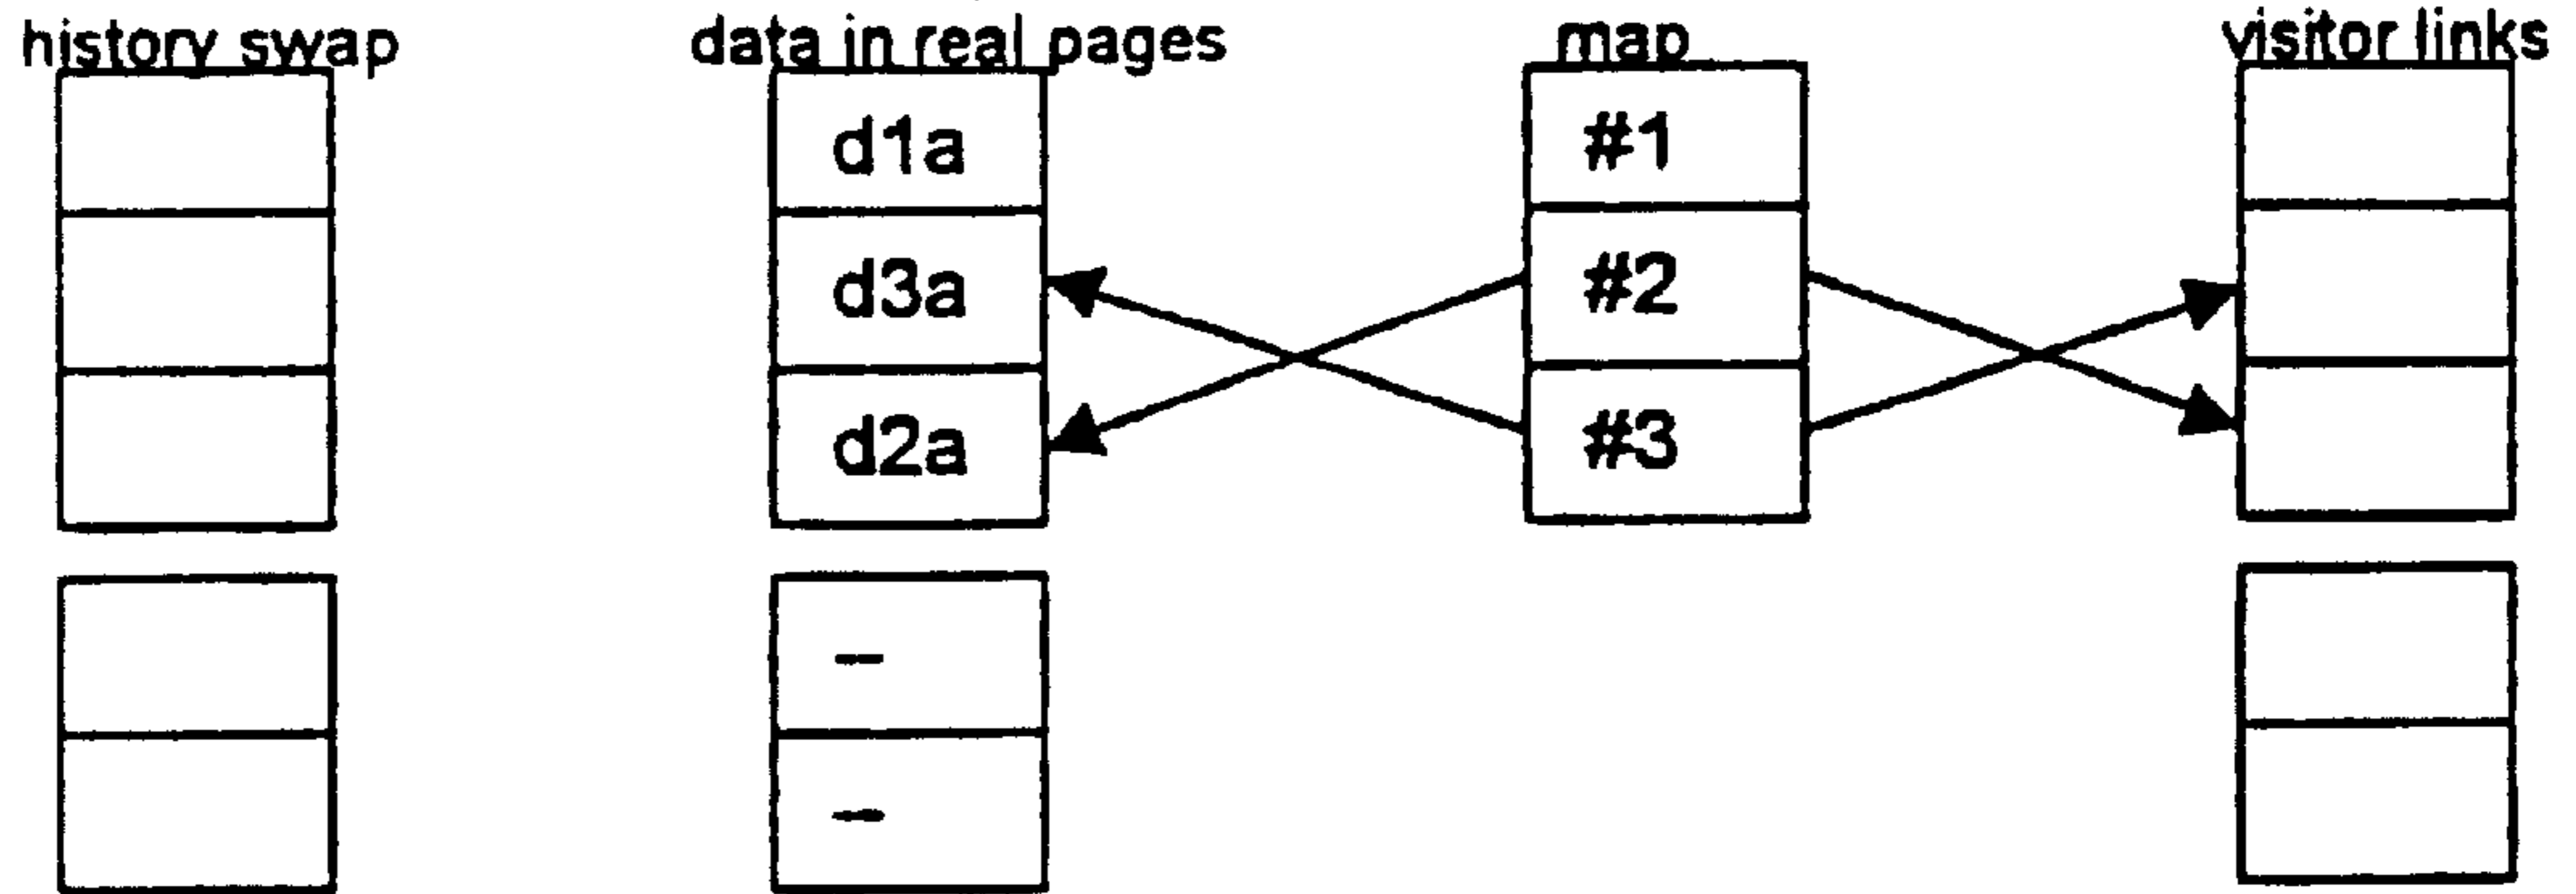 history swap
data in real pages
map
visitor links
d1a
#1
d3a
#2
d2a
#3
–
–